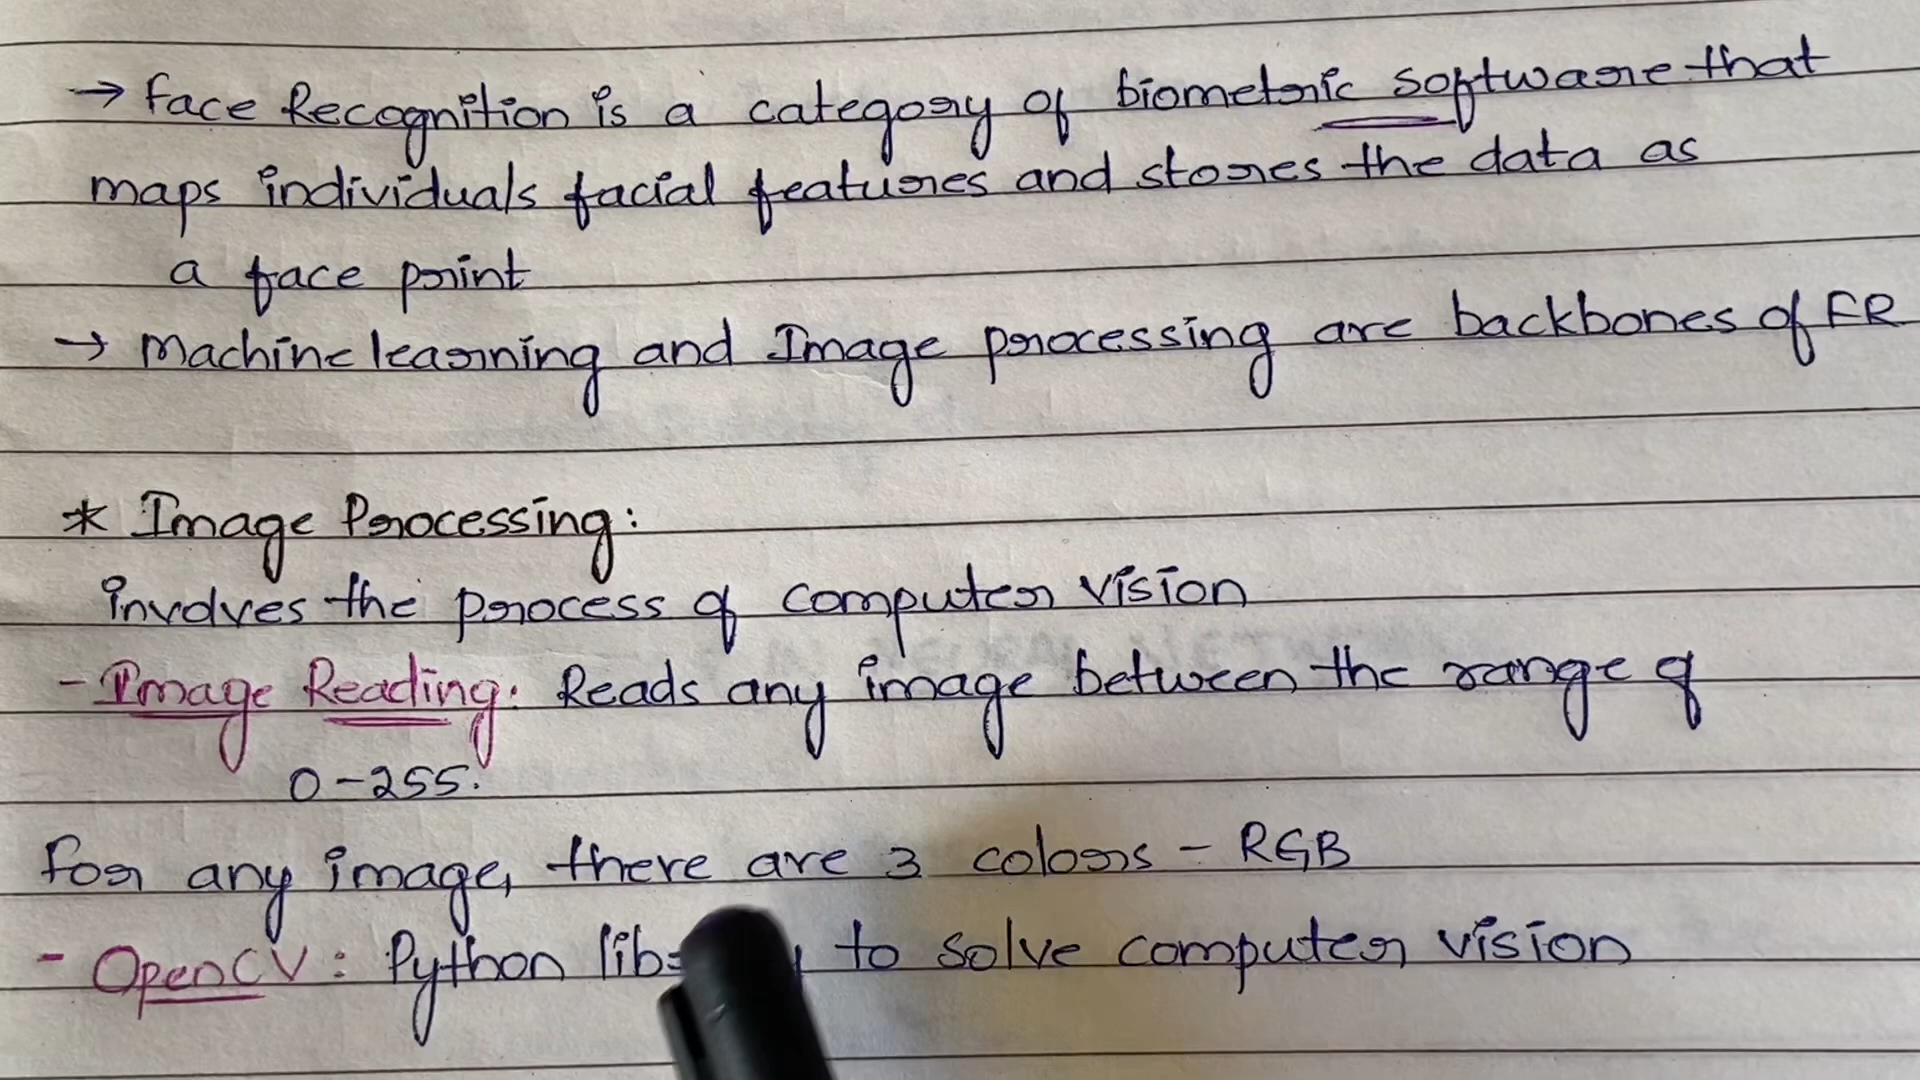 → Face Recognition is a category of biometric software that
maps individuals facial features and stores the data as
a face print
→ Machine learning and Image processing are backbones of FR
* Image Processing:
involves the process of computer vision
- Image Reading: Reads any image between the range of
0-255.
For any image, there are 3 colors - RGB
- OpenCV: Python to solve computer vision